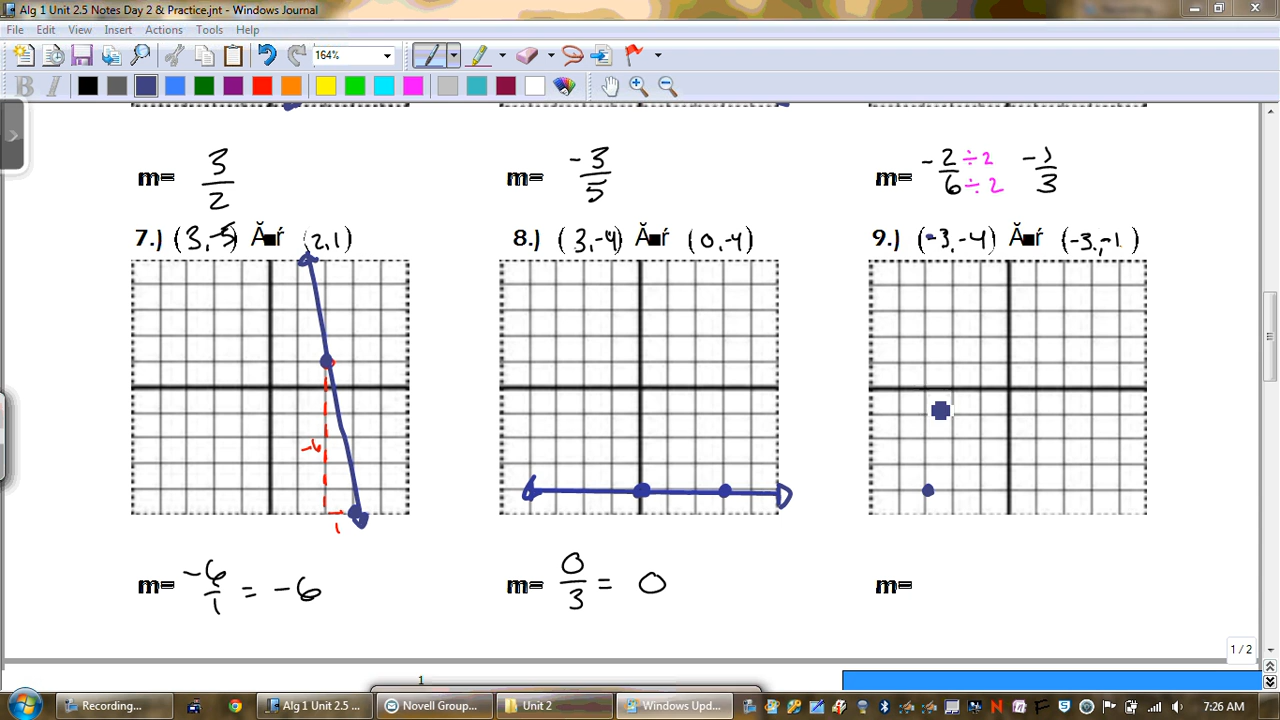 Alg 1 Unit 2.5 Notes Day 2 & Practice.jnt - Windows Journal
File Edit View Insert Actions Tools Help
164%
B I
m= 3/2 m= -3/5 m= -2/6 ÷2 ÷2 -1/3
7.) (3,-5) (2,1) 8.) (3,-4) (0,-4) 9.) (-3,-4) (-3,-1)
-6
1
m= -6/1 = -6 m= 0/3 = 0 m=
1 / 2
1
Recording... Alg 1 Unit 2.5 ... Novell Group... Unit 2 Windows Upd... 7:26 AM